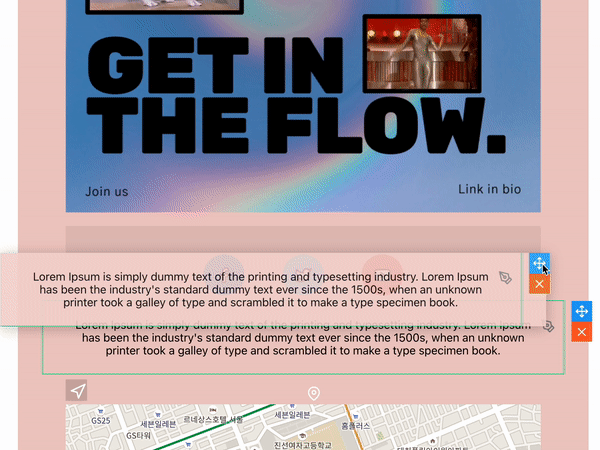 GET IN
THE FLOW.
Join us
Link in bio
Lorem Ipsum is simply dummy text of the printing and typesetting industry. Lorem Ipsum
has been the industry's standard dummy text ever since the 1500s, when an unknown
printer took a galley of type and scrambled it to make a type specimen book.
Lorem Ipsum is simply dummy text of the printing and typesetting industry. Lorem Ipsum
has been the industry's standard dummy text ever since the 1500s, when an unknown
printer took a galley of type and scrambled it to make a type specimen book.
GS25
세븐일레븐
르네상스호텔
세븐일레븐
홈플러스
GS타워
진선여자고등학교